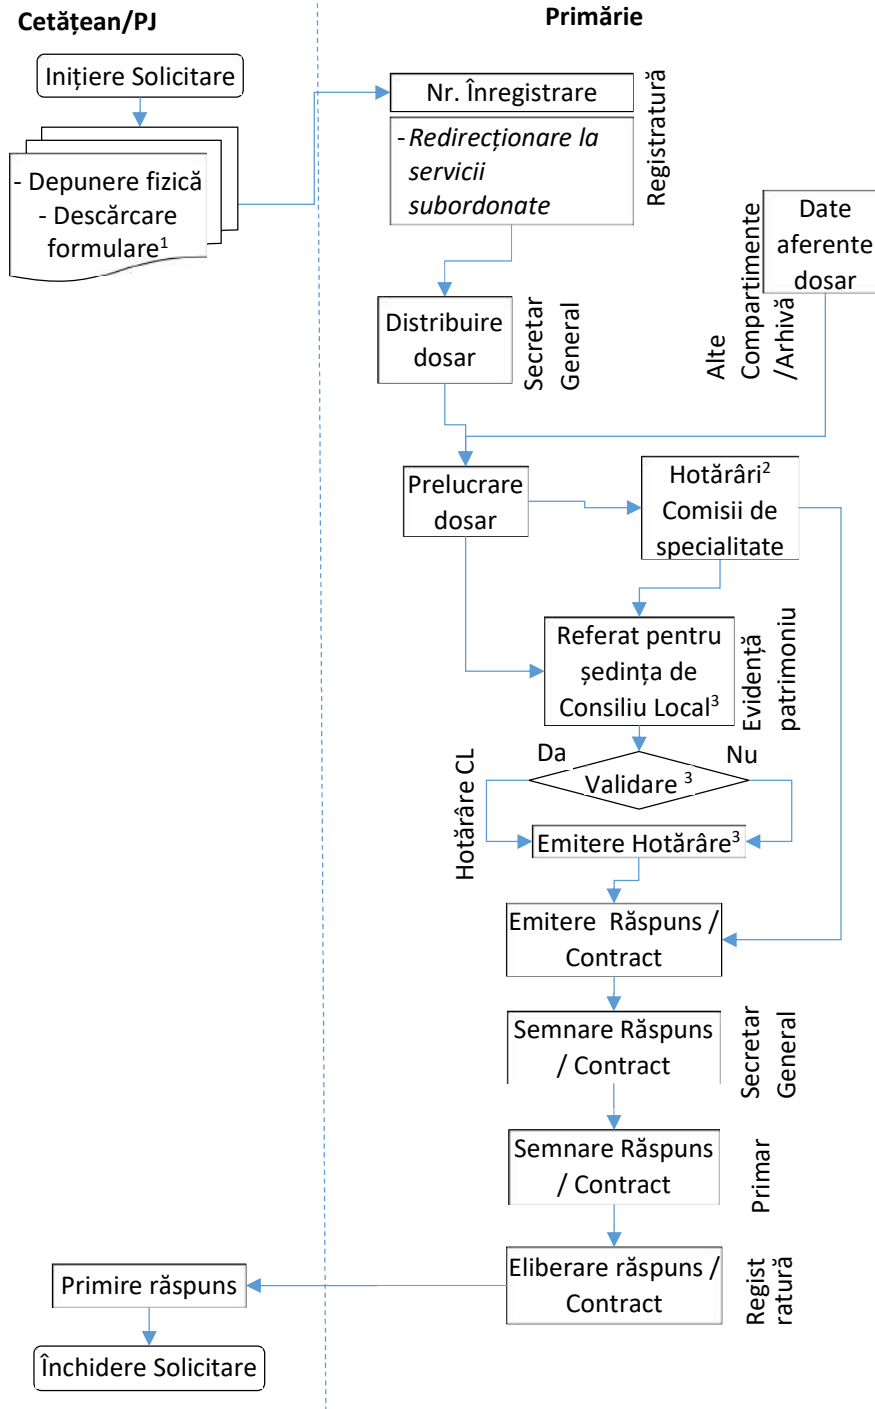 Cetățean/PJ
Primărie
Inițiere Solicitare
- Depunere fizică
- Descărcare
formulare¹
Nr. Înregistrare
- Redirecționare la
servicii
subordonate
Registratură
Date
aferente
dosar
Alte
Compartimente
/Arhivă
Distribuire
dosar
Secretar
General
Prelucrare
dosar
Hotărâri²
Comisii de
specialitate
Referat pentru
ședința de
Consiliu Local³
Evidență
patrimoniu
Da
Nu
Validare ³
Hotărâre CL
Emitere Hotărâre³
Emitere Răspuns /
Contract
Semnare Răspuns
/ Contract
Secretar
General
Semnare Răspuns
/ Contract
Primar
Eliberare răspuns /
Contract
Regist
ratură
Primire răspuns
Închidere Solicitare